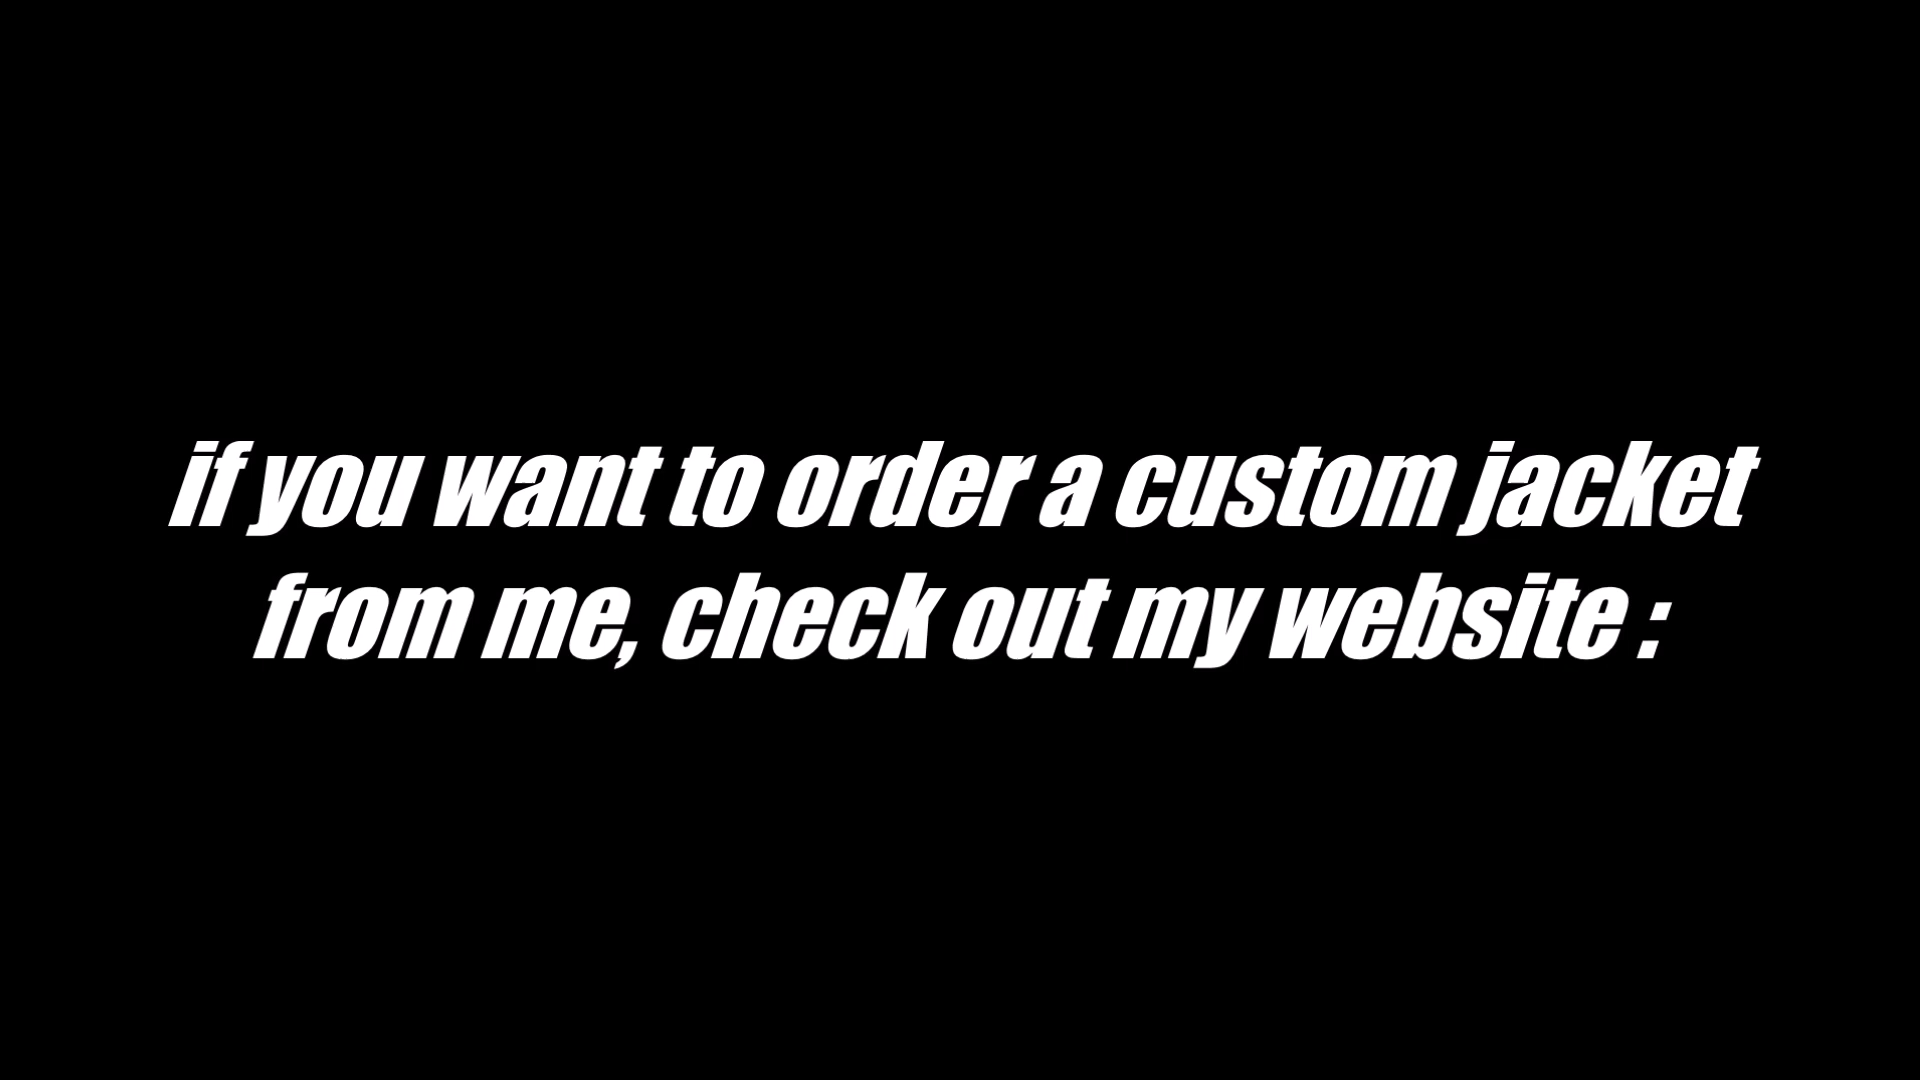 if you want to order a custom jacket
from me, check out my website :